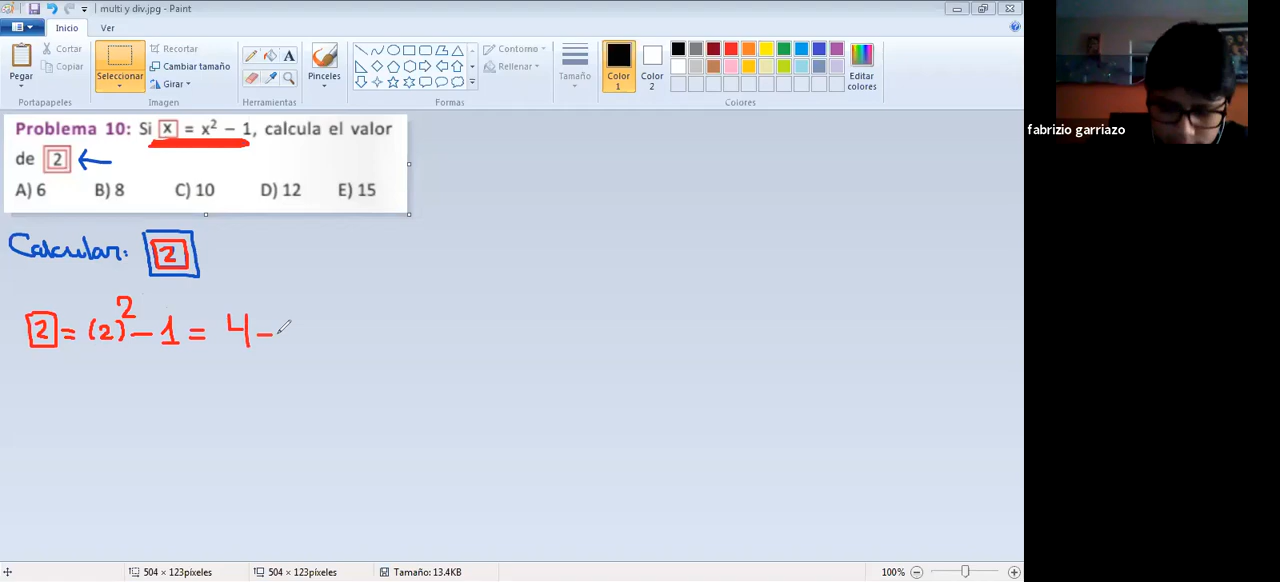 multi y div.jpg - Paint
Inicio
Ver
Pegar
Cortar
Copiar
Portapapeles
Seleccionar
Recortar
Cambiar tamaño
Girar
Imagen
A
Herramientas
Pinceles
Contorno
Rellenar
Formas
Tamaño
Color 1
Color 2
Editar colores
Colores
Problema 10: Si x = x² − 1, calcula el valor
de 2
A) 6 B) 8 C) 10 D) 12 E) 15
Calcular: 2
2 = (2)² − 1 = 4 −
fabrizio garriazo
504 × 123píxeles
504 × 123píxeles
Tamaño: 13.4KB
100%